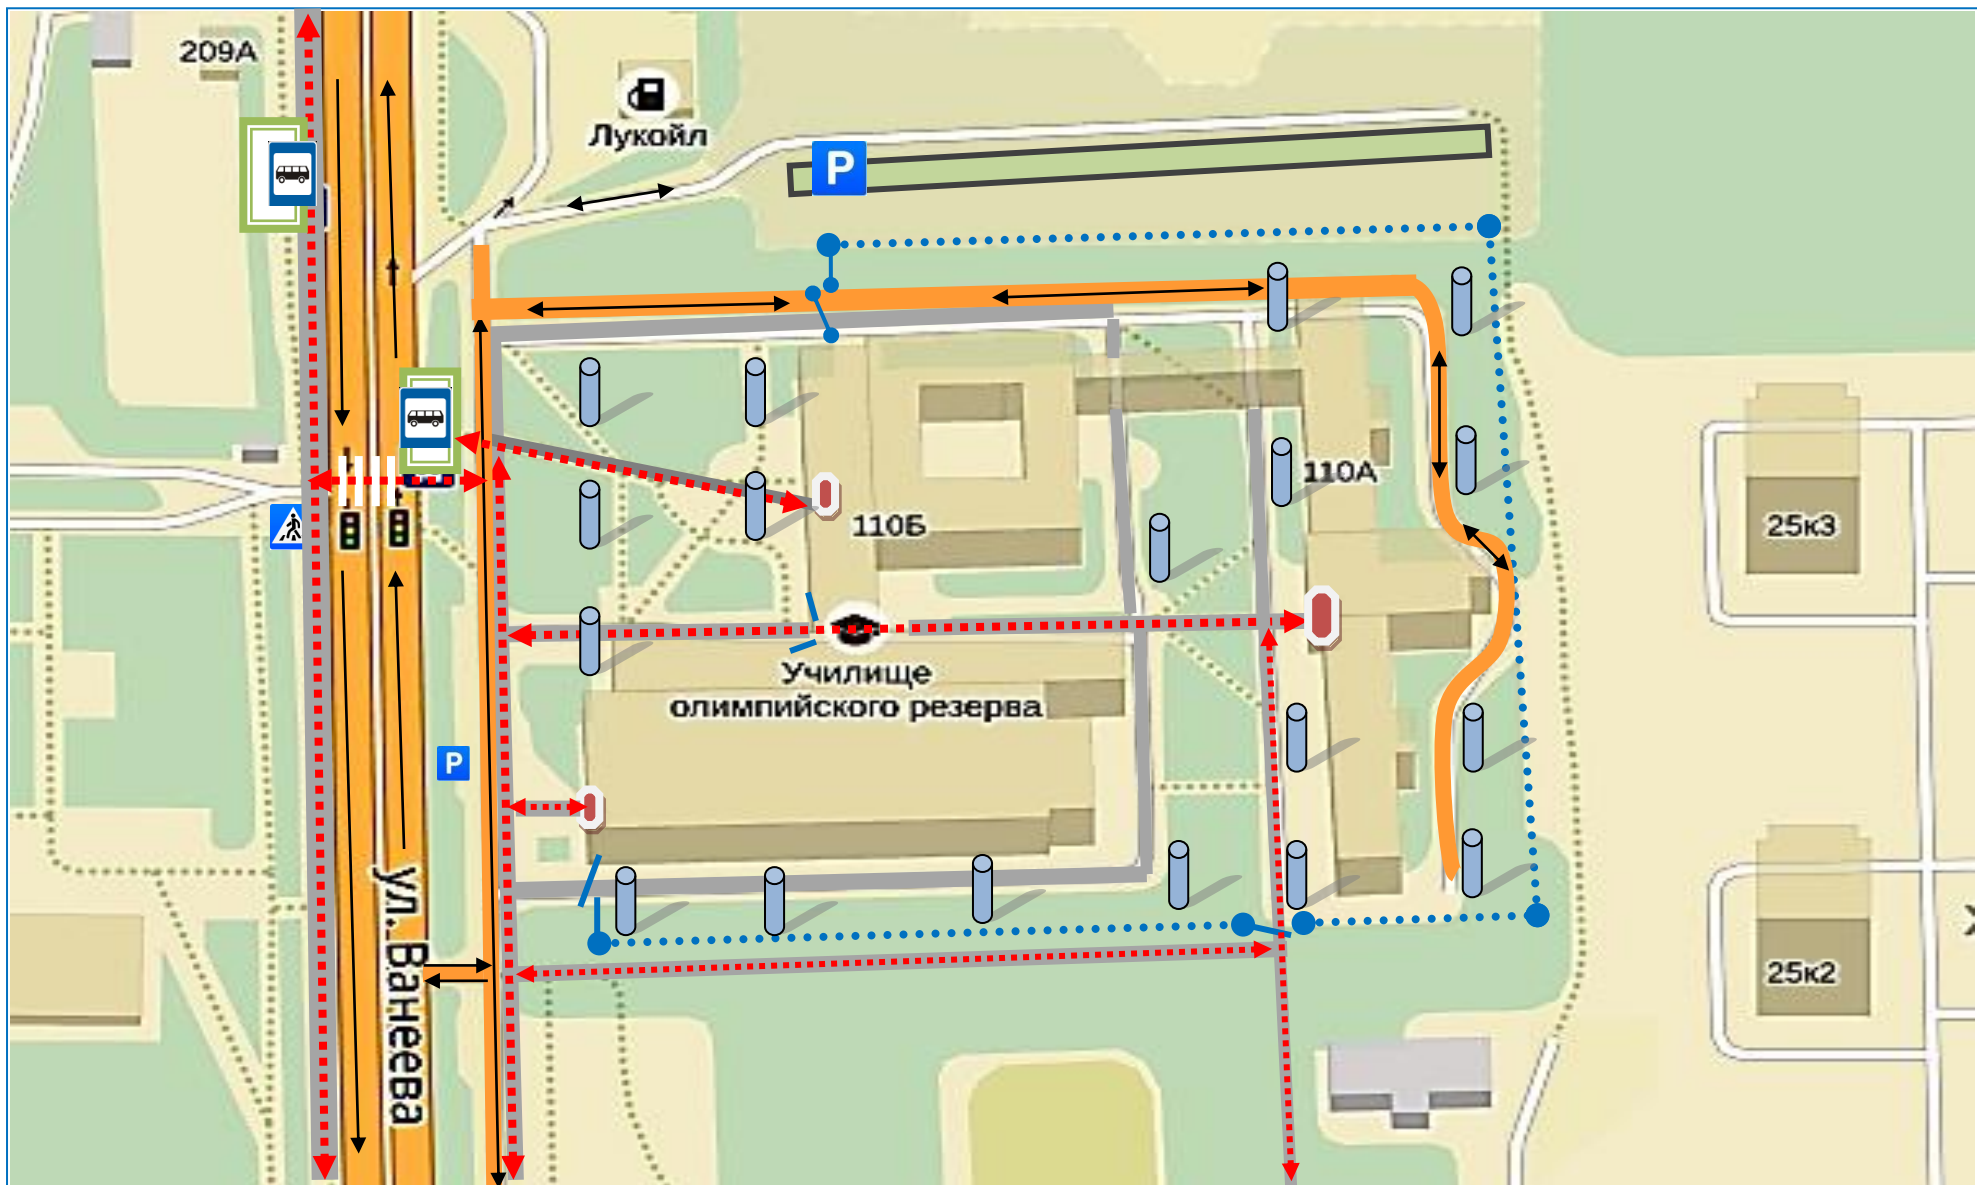 209А
Лукойл
P
110А
110Б
25к3
Училище
олимпийского резерва
P
ул. Ванеева
25к2